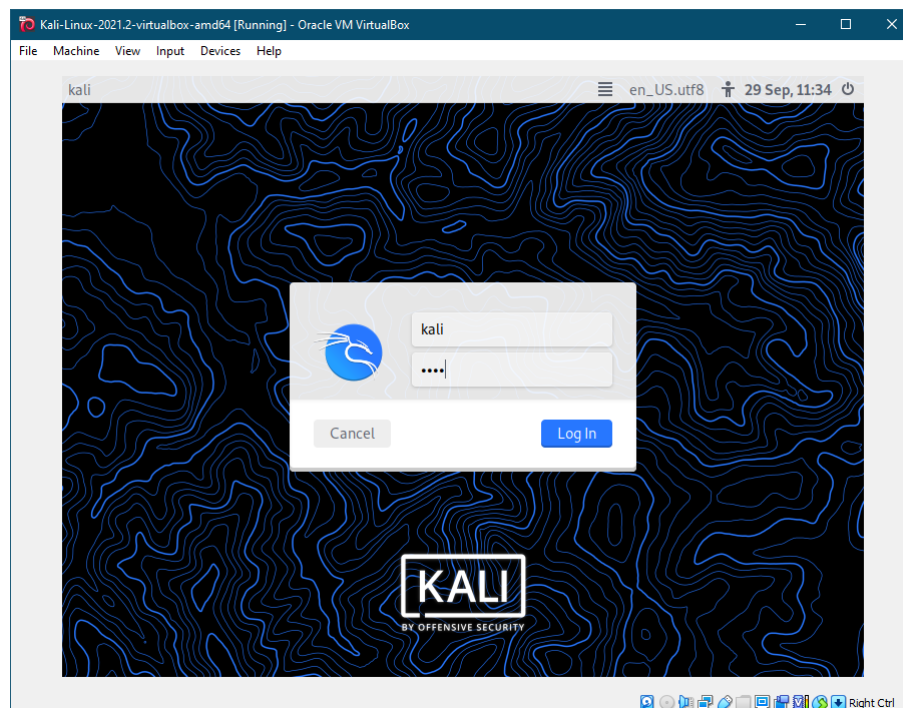 Kali-Linux-2021.2-virtualbox-amd64 [Running] - Oracle VM VirtualBox
File Machine View Input Devices Help
kali en_US.utf8 29 Sep, 11:34
kali
••••
Cancel Log In
KALI
BY OFFENSIVE SECURITY
Right Ctrl